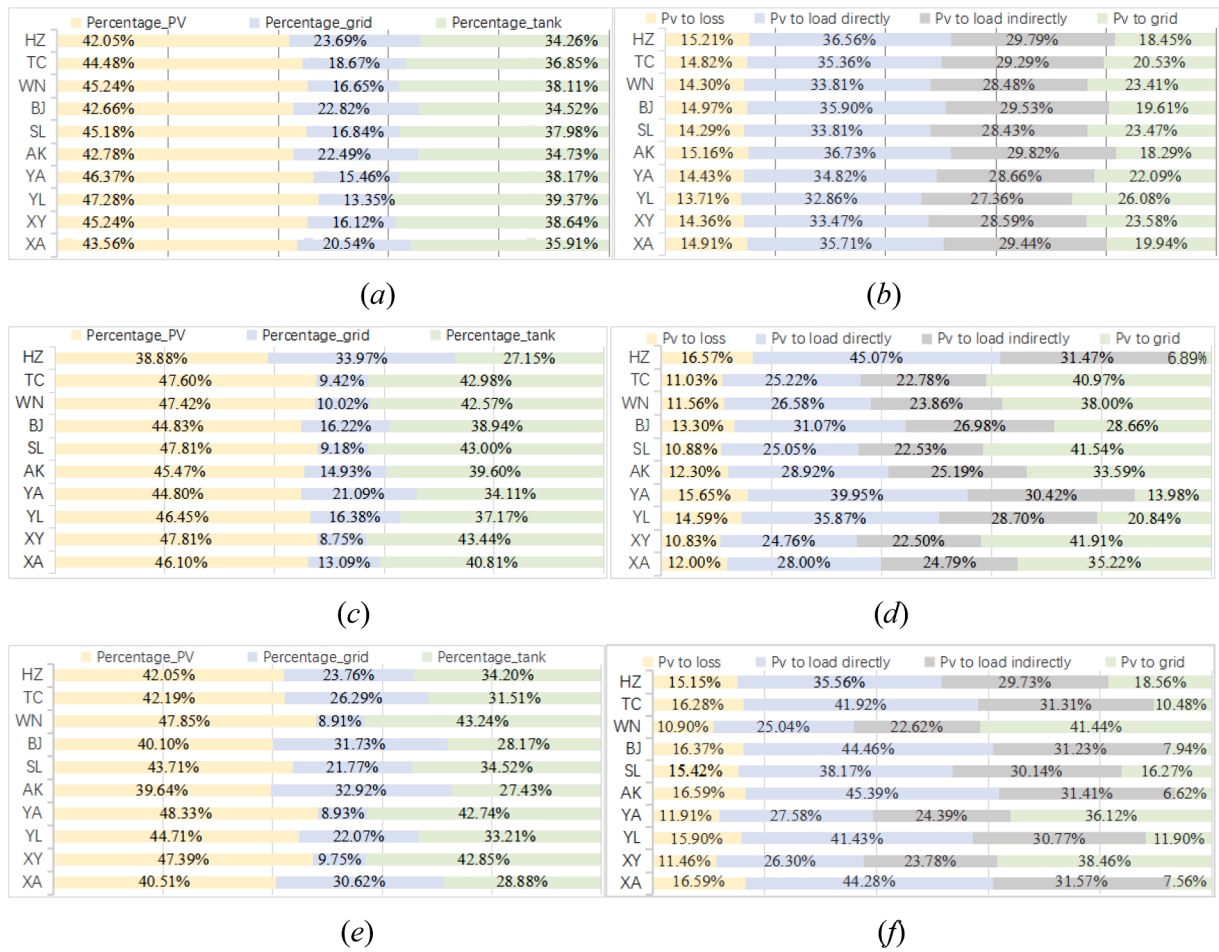 Percentage_PV Percentage_grid Percentage_tank
HZ 42.05% 23.69% 34.26%
TC 44.48% 18.67% 36.85%
WN 45.24% 16.65% 38.11%
BJ 42.66% 22.82% 34.52%
SL 45.18% 16.84% 37.98%
AK 42.78% 22.49% 34.73%
YA 46.37% 15.46% 38.17%
YL 47.28% 13.35% 39.37%
XY 45.24% 16.12% 38.64%
XA 43.56% 20.54% 35.91%
(a)
Pv to loss Pv to load directly Pv to load indirectly Pv to grid
HZ 15.21% 36.56% 29.79% 18.45%
TC 14.82% 35.36% 29.29% 20.53%
WN 14.30% 33.81% 28.48% 23.41%
BJ 14.97% 35.90% 29.53% 19.61%
SL 14.29% 33.81% 28.43% 23.47%
AK 15.16% 36.73% 29.82% 18.29%
YA 14.43% 34.82% 28.66% 22.09%
YL 13.71% 32.86% 27.36% 26.08%
XY 14.36% 33.47% 28.59% 23.58%
XA 14.91% 35.71% 29.44% 19.94%
(b)
Percentage_PV Percentage_grid Percentage_tank
HZ 38.88% 33.97% 27.15%
TC 47.60% 9.42% 42.98%
WN 47.42% 10.02% 42.57%
BJ 44.83% 16.22% 38.94%
SL 47.81% 9.18% 43.00%
AK 45.47% 14.93% 39.60%
YA 44.80% 21.09% 34.11%
YL 46.45% 16.38% 37.17%
XY 47.81% 8.75% 43.44%
XA 46.10% 13.09% 40.81%
(c)
Pv to loss Pv to load directly Pv to load indirectly Pv to grid
HZ 16.57% 45.07% 31.47% 6.89%
TC 11.03% 25.22% 22.78% 40.97%
WN 11.56% 26.58% 23.86% 38.00%
BJ 13.30% 31.07% 26.98% 28.66%
SL 10.88% 25.05% 22.53% 41.54%
AK 12.30% 28.92% 25.19% 33.59%
YA 15.65% 39.95% 30.42% 13.98%
YL 14.59% 35.87% 28.70% 20.84%
XY 10.83% 24.76% 22.50% 41.91%
XA 12.00% 28.00% 24.79% 35.22%
(d)
Percentage_PV Percentage_grid Percentage_tank
HZ 42.05% 23.76% 34.20%
TC 42.19% 26.29% 31.51%
WN 47.85% 8.91% 43.24%
BJ 40.10% 31.73% 28.17%
SL 43.71% 21.77% 34.52%
AK 39.64% 32.92% 27.43%
YA 48.33% 8.93% 42.74%
YL 44.71% 22.07% 33.21%
XY 47.39% 9.75% 42.85%
XA 40.51% 30.62% 28.88%
(e)
Pv to loss Pv to load directly Pv to load indirectly Pv to grid
HZ 15.15% 35.56% 29.73% 18.56%
TC 16.28% 41.92% 31.31% 10.48%
WN 10.90% 25.04% 22.62% 41.44%
BJ 16.37% 44.46% 31.23% 7.94%
SL 15.42% 38.17% 30.14% 16.27%
AK 16.59% 45.39% 31.41% 6.62%
YA 11.91% 27.58% 24.39% 36.12%
YL 15.90% 41.43% 30.77% 11.90%
XY 11.46% 26.30% 23.78% 38.46%
XA 16.59% 44.28% 31.57% 7.56%
(f)